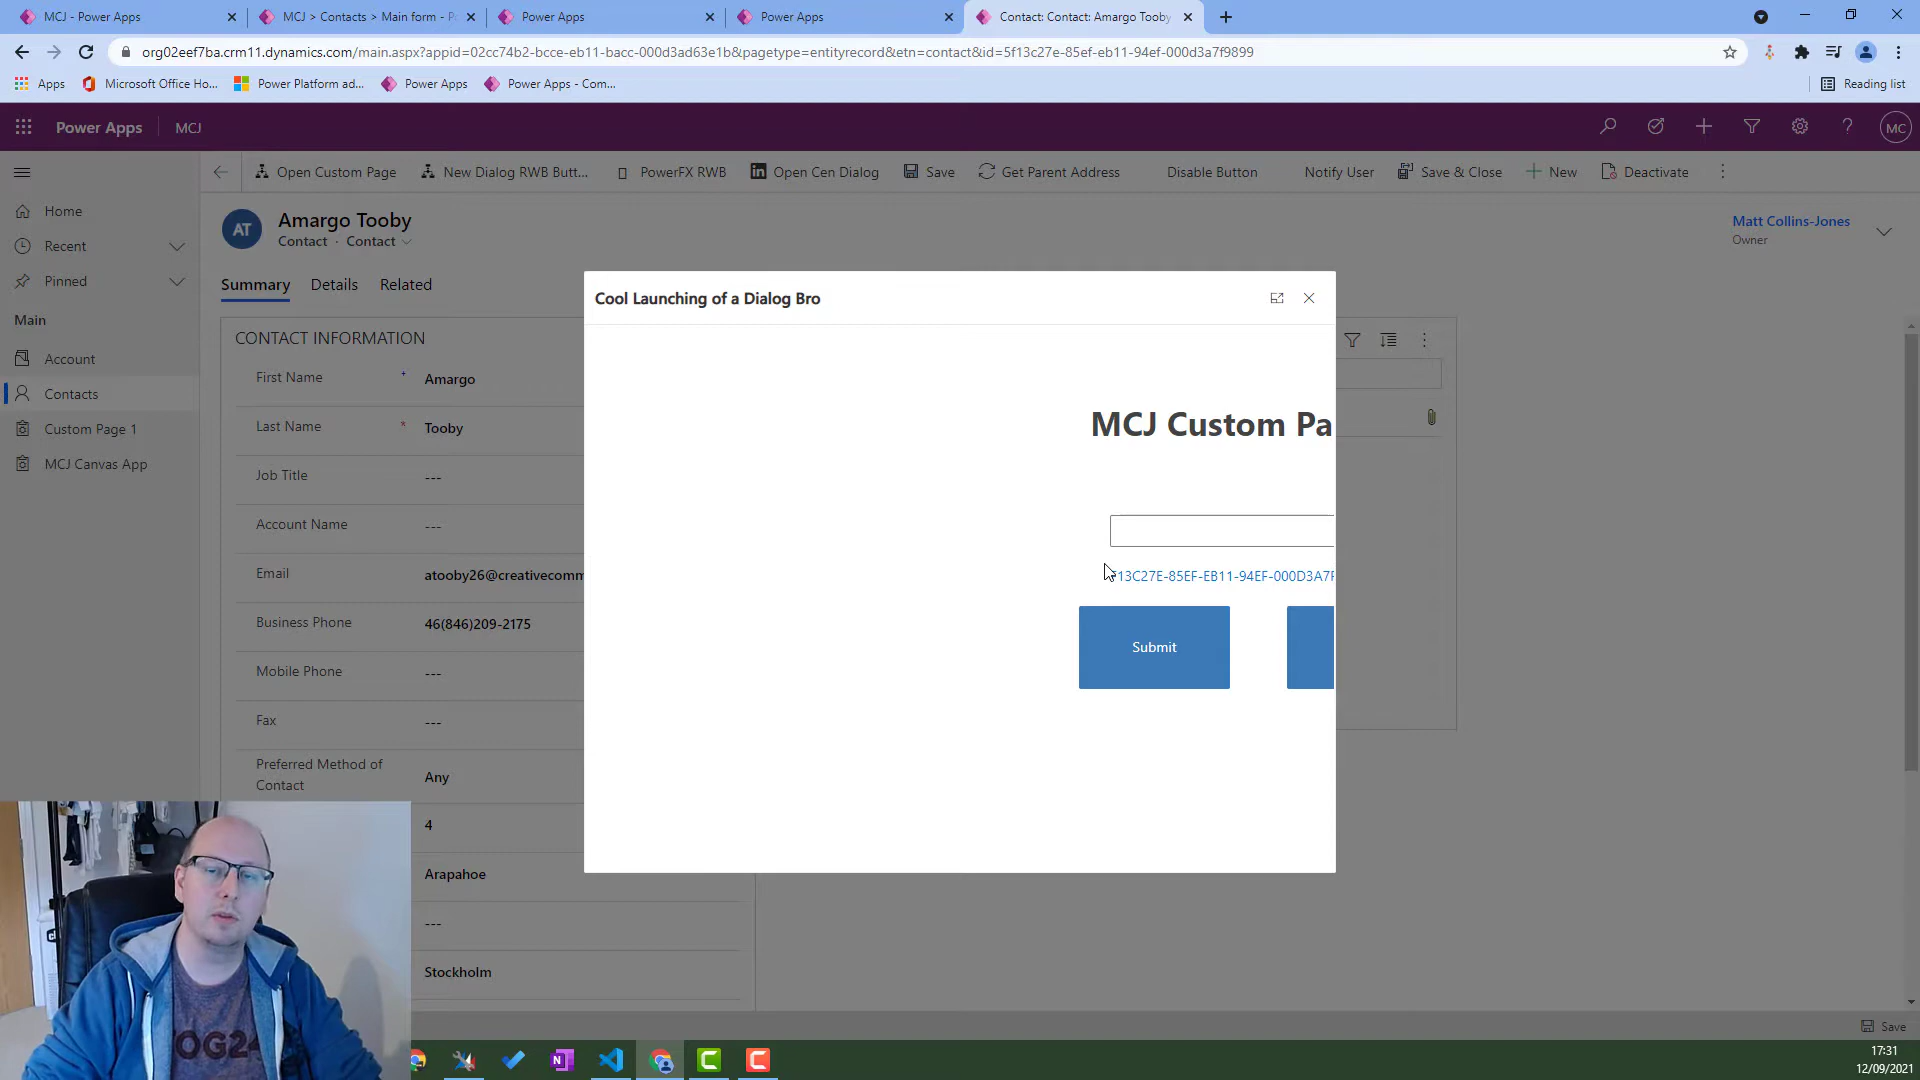 MCJ - Power Apps
MCJ > Contacts > Main form - P
Power Apps
Power Apps
Contact: Contact: Amargo Tooby
org02eef7ba.crm11.dynamics.com/main.aspx?appid=02cc74b2-bcce-eb11-bacc-000d3ad63e1b&pagetype=entityrecord&etn=contact&id=5f13c27e-85ef-eb11-94ef-000d3a7f9899
Apps
Microsoft Office Ho...
Power Platform ad...
Power Apps
Power Apps - Com...
Reading list
Power Apps
MCJ
MC
Open Custom Page
New Dialog RWB Butt...
PowerFX RWB
Open Cen Dialog
Save
Get Parent Address
Disable Button
Notify User
Save & Close
New
Deactivate
Home
Recent
Pinned
Main
Account
Contacts
Custom Page 1
MCJ Canvas App
AT
Amargo Tooby
Contact · Contact
Matt Collins-Jones
Owner
Summary
Details
Related
CONTACT INFORMATION
First Name
+
Amargo
Last Name
*
Tooby
Job Title
---
Account Name
---
Email
atooby26@creativecomm
Business Phone
46(846)209-2175
Mobile Phone
---
Fax
---
Preferred Method of
Contact
Any
4
Arapahoe
---
Stockholm
Cool Launching of a Dialog Bro
MCJ Custom Pa
13C27E-85EF-EB11-94EF-000D3A7F
Submit
Save
17:31
12/09/2021